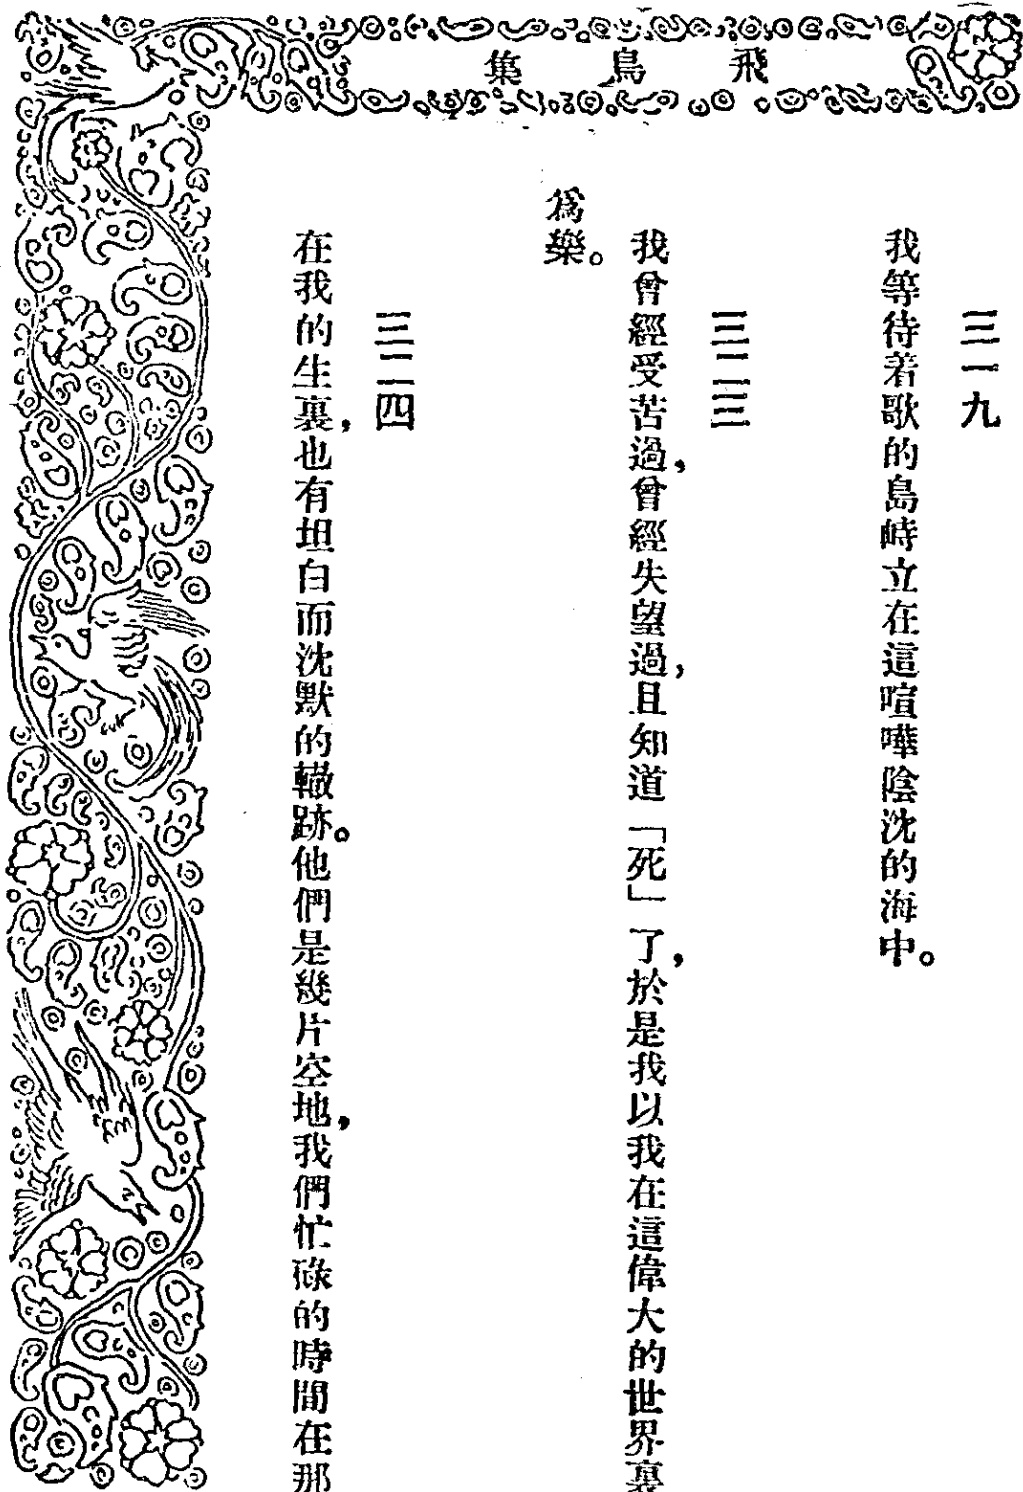 飛鳥集
三一九
我等待着歌的島峙立在這喧嘩陰沈的海中。
三二三
我曾經受苦過，曾經失望過，且知道「死」了，於是我以我在這偉大的世界裏
爲樂。
三二四
在我的生裏，也有坦白而沈默的轍跡。他們是幾片空地，我們忙碌的時間在那